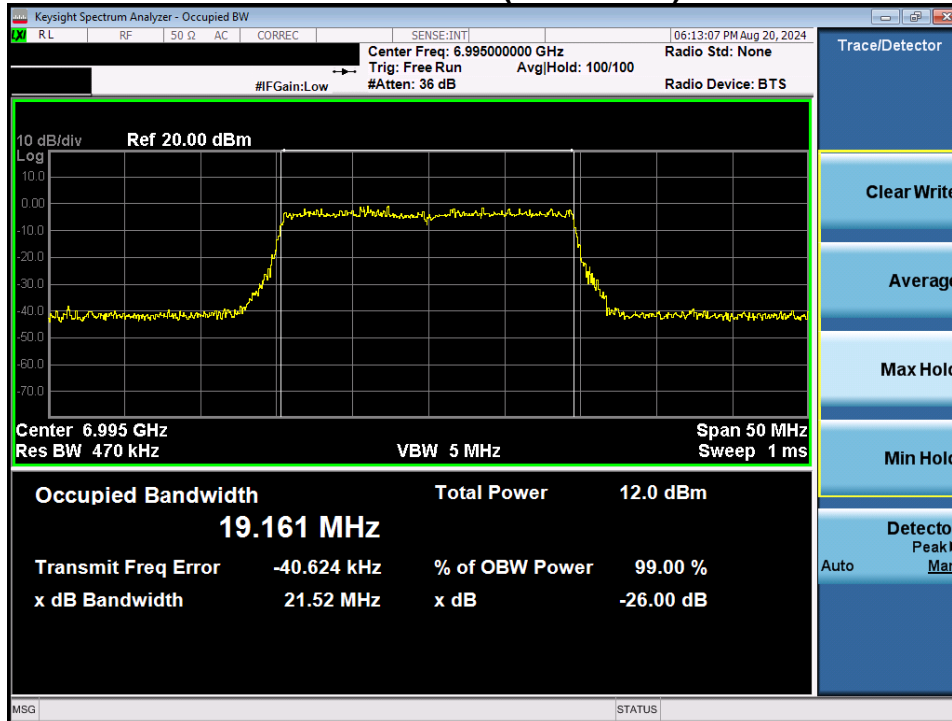 Keysight Spectrum Analyzer - Occupied BW
LXI RL RF 50 Ω AC CORREC SENSE:INT 06:13:07 PM Aug 20, 2024
Center Freq: 6.995000000 GHz Radio Std: None
Trig: Free Run Avg|Hold: 100/100
#IFGain:Low #Atten: 36 dB Radio Device: BTS
Trace/Detector
10 dB/div Ref 20.00 dBm
Log
10.0
0.00
-10.0
-20.0
-30.0
-40.0
-50.0
-60.0
-70.0
Center 6.995 GHz Span 50 MHz
Res BW 470 kHz VBW 5 MHz Sweep 1 ms
Occupied Bandwidth Total Power 12.0 dBm
19.161 MHz
Transmit Freq Error -40.624 kHz % of OBW Power 99.00 %
x dB Bandwidth 21.52 MHz x dB -26.00 dB
Clear Write
Average
Max Hold
Min Hold
Detecto
Peak
Auto Man
MSG STATUS